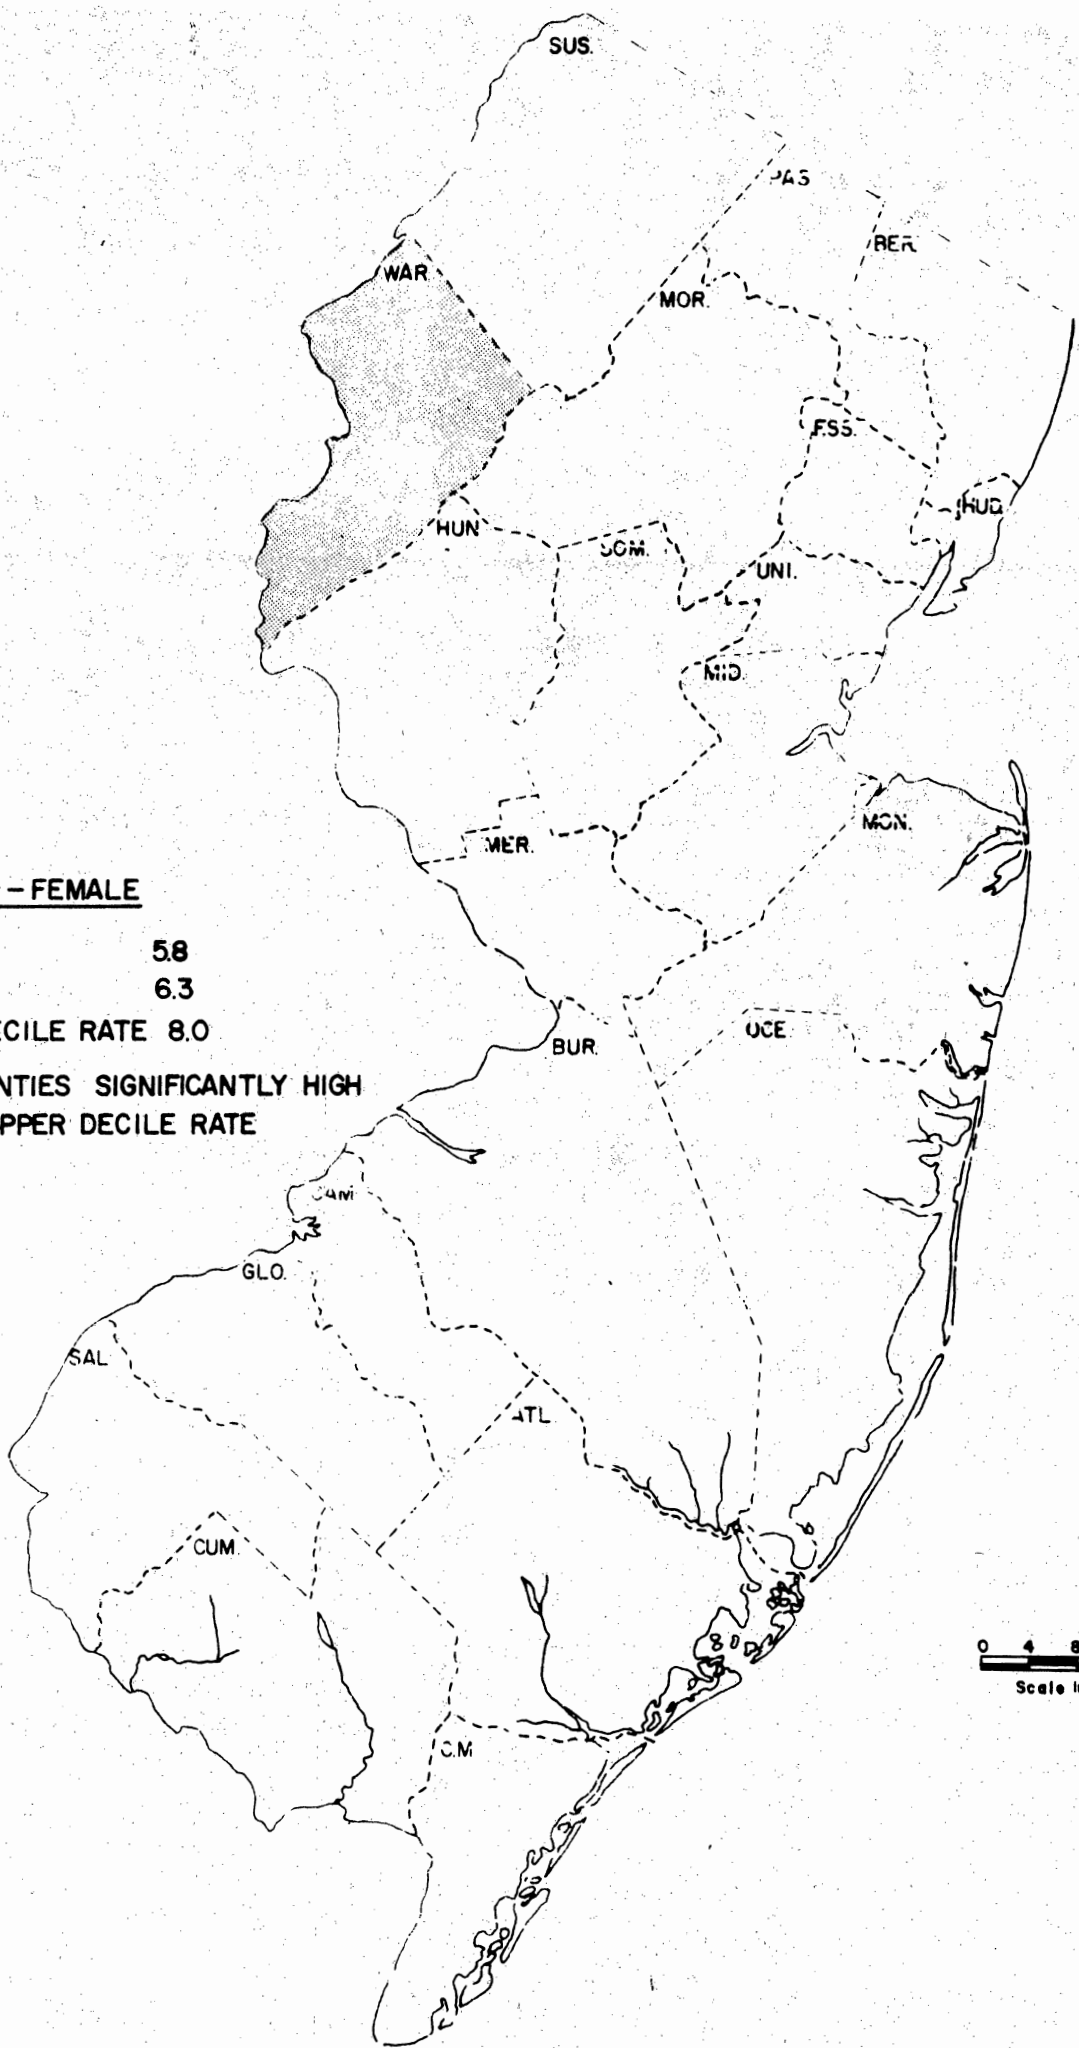 SUS.
PAS
BER.
WAR
MOR.
ESS.
HUD.
HUN
SOM.
UNI.
MID.
MON.
MER.
– FEMALE
5.8
6.3
ECILE RATE 8.0
NTIES SIGNIFICANTLY HIGH
PPER DECILE RATE
OCE
BUR.
CAM
GLO.
SAL
ATL
CUM.
C.M
0 4 8
Scale I